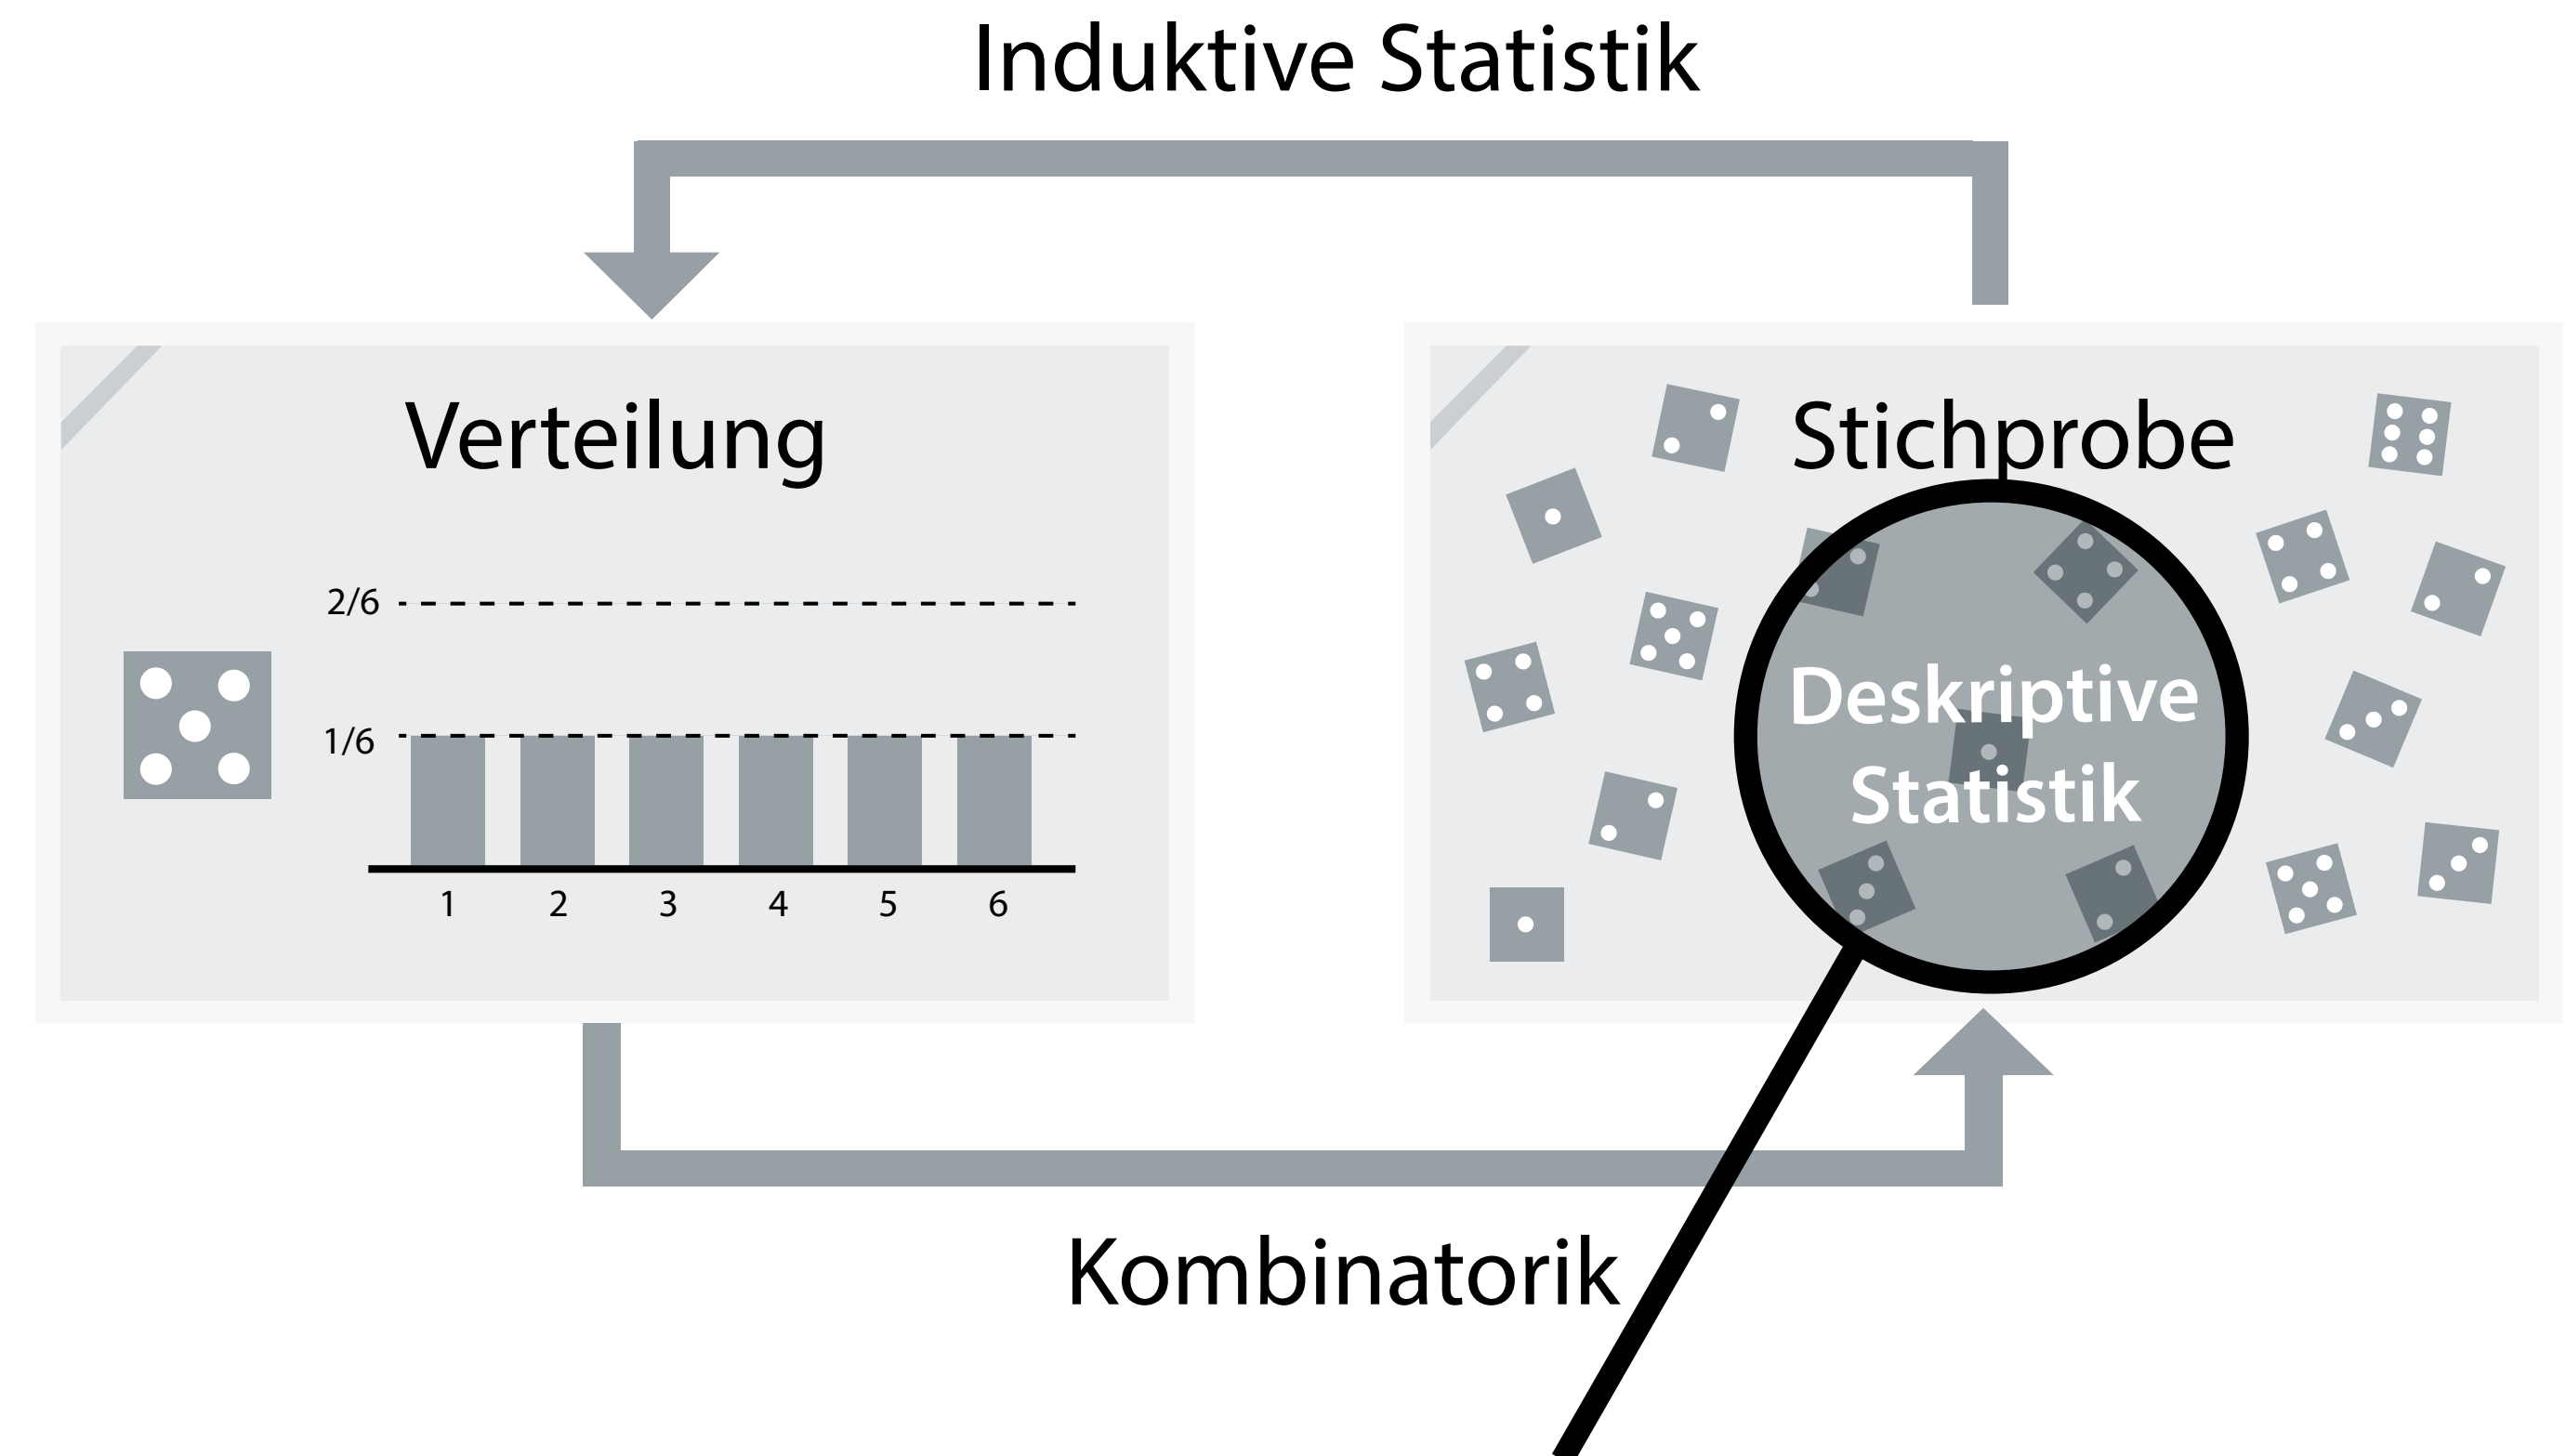 Induktive Statistik
Verteilung
2/6
1/6
1 2 3 4 5 6
Stichprobe
Deskriptive
Statistik
Kombinatorik